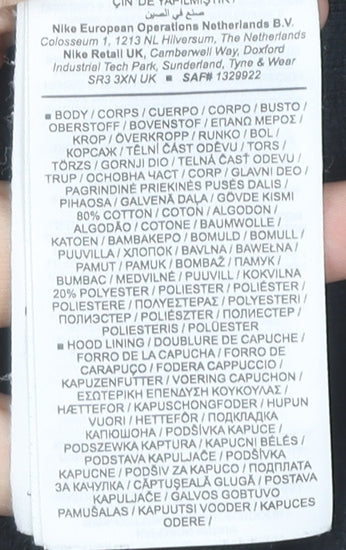 ÇİN'DE YAPILMIŞTIR /
صنع في الصين
Nike European Operations Netherlands B.V.
Colosseum 1, 1213 NL Hilversum, The Netherlands
Nike Retail UK, Camberwell Way, Doxford
Industrial Tech Park, Sunderland, Tyne & Wear
SR3 3XN UK ■ SAF# 1329922
■ BODY / CORPS / CUERPO / CORPO / BUSTO /
OBERSTOFF / BOVENSTOF / ΕΠΑΝΩ ΜΕΡΟΣ /
KROP / ÖVERKROPP / RUNKO / BOL /
КОРСАЖ / TĚLNÍ ČÁST ODĚVU / TORS /
TÖRZS / GORNJI DIO / TELNÁ ČASŤ ODEVU /
TRUP / ОСНОВНА ЧАСТ / CORP / GLAVNI DEO /
PAGRINDINĖ PRIEKINĖS PUSĖS DALIS /
PIHAOSA / GALVENĀ DAĻA / GÖVDE KISMI
80% COTTON / COTON / ALGODON /
ALGODÃO / COTONE / BAUMWOLLE /
KATOEN / ΒΑΜΒΑΚΕΡΟ / BOMULD / BOMULL /
PUUVILLA / ХЛОПОК / BAVLNA / BAWEŁNA /
PAMUT / PAMUK / BOMBAŽ / ПАМУК /
BUMBAC / MEDVILNĖ / PUUVILL / KOKVILNA
20% POLYESTER / POLIESTER / POLIÉSTER /
POLIESTERE / ΠΟΛΥΕΣΤΕΡΑΣ / POLYESTERI /
ПОЛИЭСТЕР / POLIÉSZTER / ПОЛИЕСТЕР /
POLIESTERIS / POLÜESTER
■ HOOD LINING / DOUBLURE DE CAPUCHE /
FORRO DE LA CAPUCHA / FORRO DE
CARAPUÇO / FODERA CAPPUCCIO /
KAPUZENFUTTER / VOERING CAPUCHON /
ΕΣΩΤΕΡΙΚΗ ΕΠΕΝΔΥΣΗ ΚΟΥΚΟΥΛΑΣ /
HÆTTEFOR / KAPUSCHONGFODER / HUPUN
VUORI / HETTEFÔR / ПОДКЛАДКА
КАПЮШОНА / PODŠÍVKA KAPUCE /
PODSZEWKA KAPTURA / KAPUCNI BÉLÉS /
PODSTAVA KAPULJAČE / PODŠÍVKA
KAPUCNE / PODŠIV ZA KAPUCO / ПОДПЛАТА
ЗА КАЧУЛКА / CĂPTUŞEALĂ GLUGĂ / POSTAVA
KAPULJAČE / GALVOS GOBTUVO
PAMUŠALAS / KAPUUTSI VOODER / KAPUCES
ODERE /